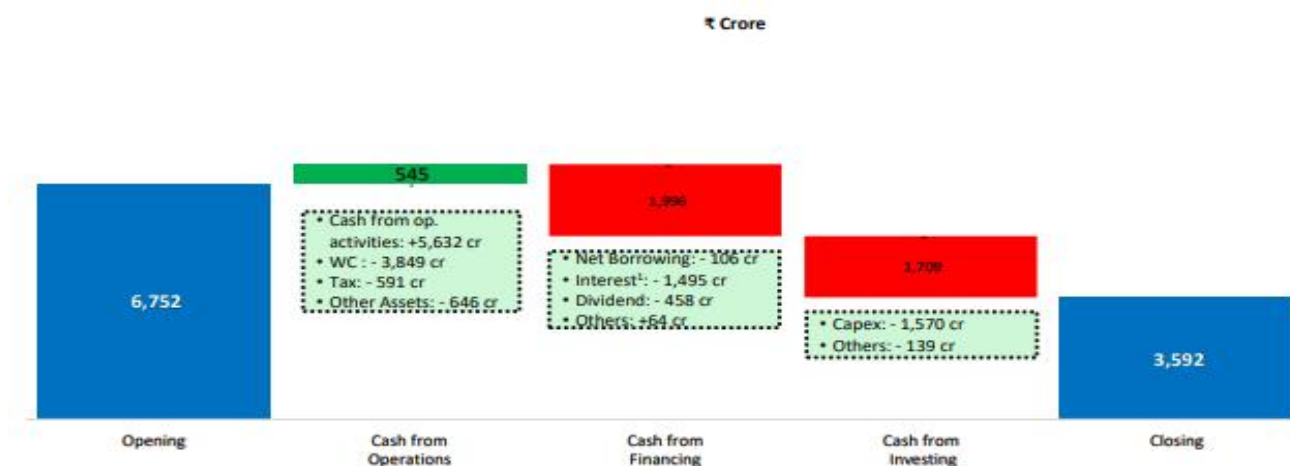 ₹ Crore
6,752
545
• Cash from op.
activities: +5,632 cr
• WC : - 3,849 cr
• Tax: - 591 cr
• Other Assets: - 646 cr
1,996
• Net Borrowing: - 106 cr
• Interest¹: - 1,495 cr
• Dividend: - 458 cr
• Others: +64 cr
1,709
• Capex: - 1,570 cr
• Others: - 139 cr
3,592
Opening
Cash from
Operations
Cash from
Financing
Cash from
Investing
Closing